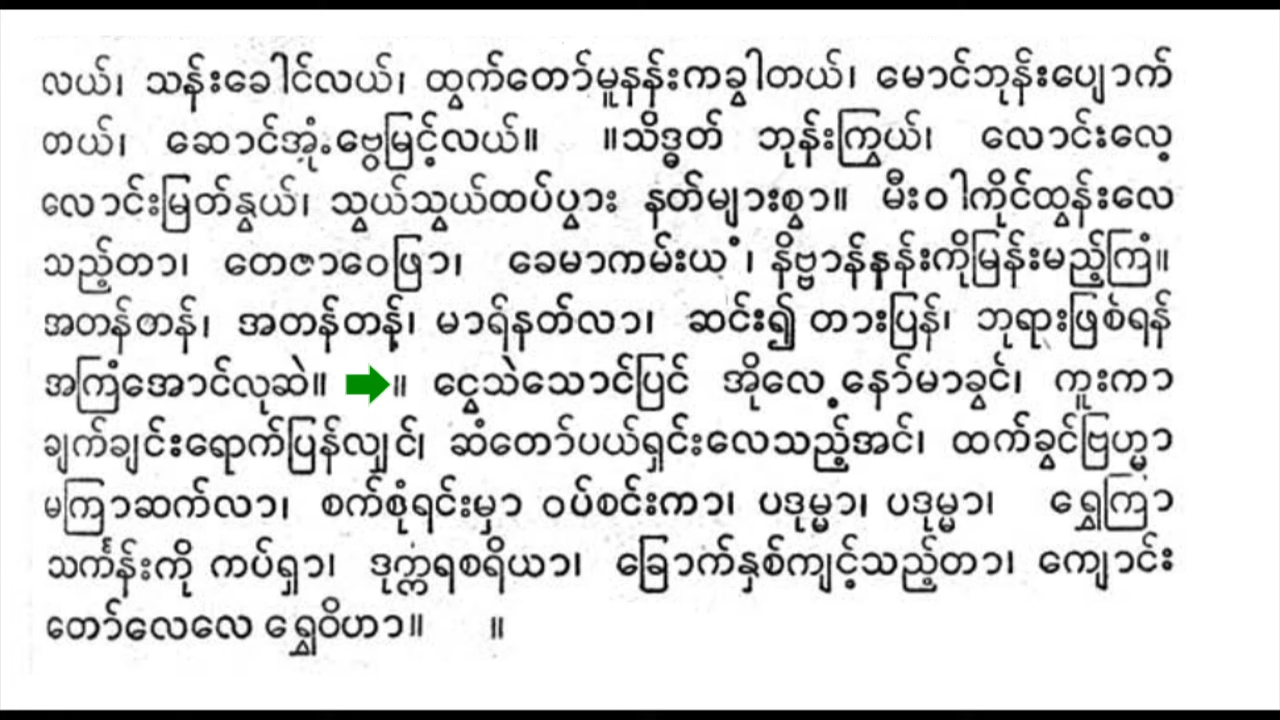 လယ်၊ သန်းခေါင်လယ်၊ ထွက်တော်မူနန်းကခွါတယ်၊ မောင်ဘုန်းပျောက်
တယ်၊ ဆောင်အုံ့ဗွေမြင့်လယ်။ ။သိဒ္ဓတ် ဘုန်းကြွယ်၊ လောင်းလေ့
လောင်းမြတ်နွယ်၊ သွယ်သွယ်ထပ်ပွား နတ်များစွာ။ မီးဝါကိုင်ထွန်းလေ
သည့်တာ၊ တေဇာဝေဖြာ၊ ခေမာကမ်းယံ၊ နိဗ္ဗာန်နန်းကိုမြန်းမည့်ကြံ။
အတန်တန်၊ အတန်တန့်၊ မာရ်နတ်လာ၊ ဆင်း၍ တားပြန်၊ ဘုရားဖြစ်ရန်
အကြံအောင်လုဆဲ။ ။ ငွေသဲသောင်ပြင် အိုလေ့နော်မာခွင်၊ ကူးကာ
ချက်ချင်းရောက်ပြန်လျှင်၊ ဆံတော်ပယ်ရှင်းလေသည့်အင်၊ ထက်ခွင်ဗြဟ္မာ
မကြာဆက်လာ၊ စက်စုံရင်းမှာ ဝပ်စင်းကာ၊ ပဒုမ္မာ၊ ပဒုမ္မာ၊ ရွှေကြာ
သင်္ကန်းကို ကပ်ရှာ၊ ဒုက္ကရစရိယာ၊ ခြောက်နှစ်ကျင့်သည့်တာ၊ ကျောင်း
တော်လေလေ ရွှေဝိဟာ။ ။